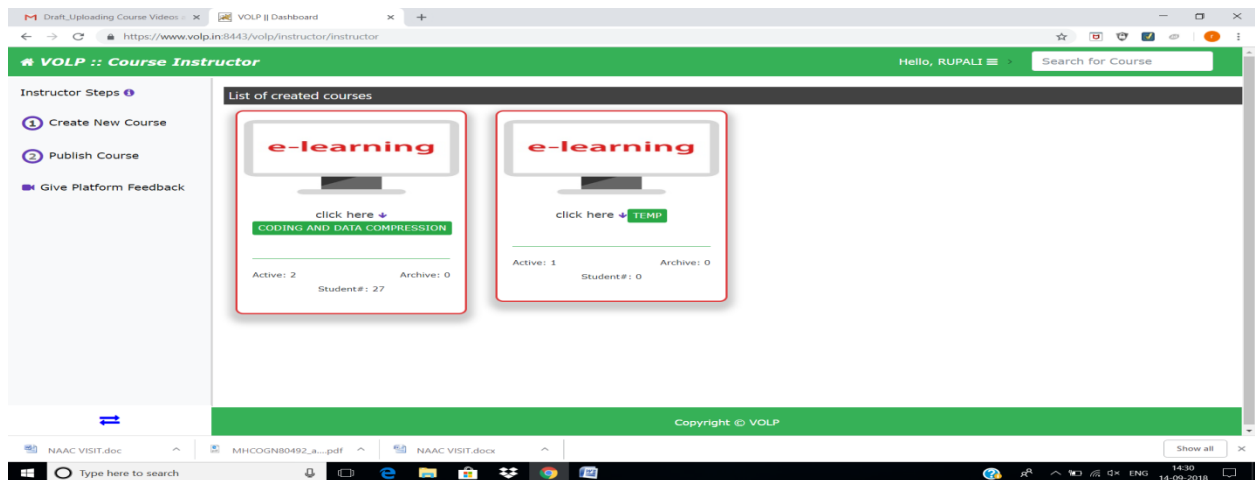 Draft_Uploading Course Videos
VOLP || Dashboard
https://www.volp.in:8443/volp/instructor/instructor
VOLP :: Course Instructor
Hello, RUPALI
Search for Course
Instructor Steps
1 Create New Course
2 Publish Course
Give Platform Feedback
List of created courses
e-learning
click here
CODING AND DATA COMPRESSION
Active: 2 Archive: 0
Student#: 27
e-learning
click here TEMP
Active: 1 Archive: 0
Student#: 0
Copyright © VOLP
NAAC VISIT.doc
MHCOGN80492_a....pdf
NAAC VISIT.docx
Show all
Type here to search
ENG
14:30
14-09-2018